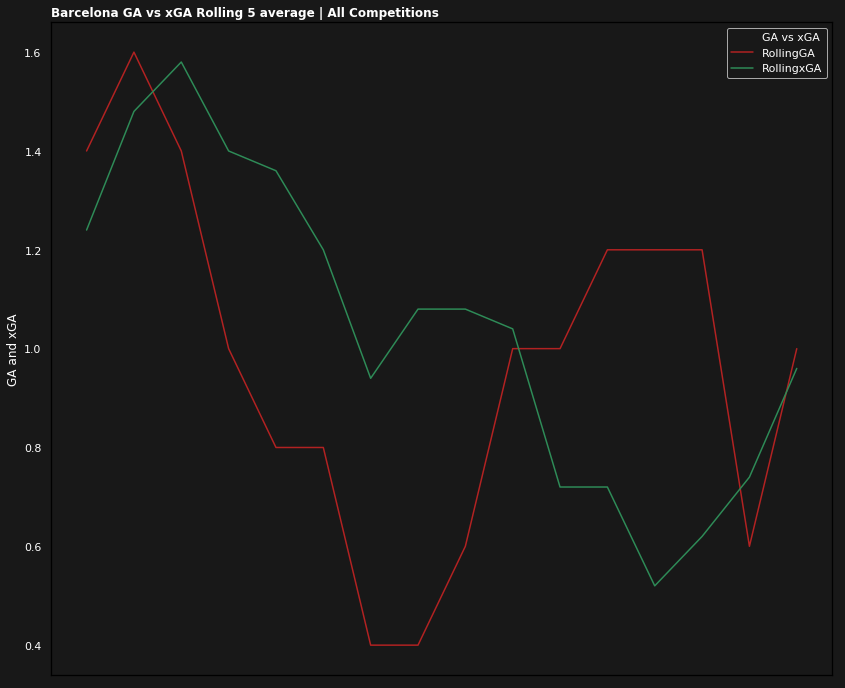 Barcelona GA vs xGA Rolling 5 average | All Competitions
GA vs xGA
RollingGA
RollingxGA
1.6
1.4
1.2
1.0
0.8
0.6
0.4
GA and xGA